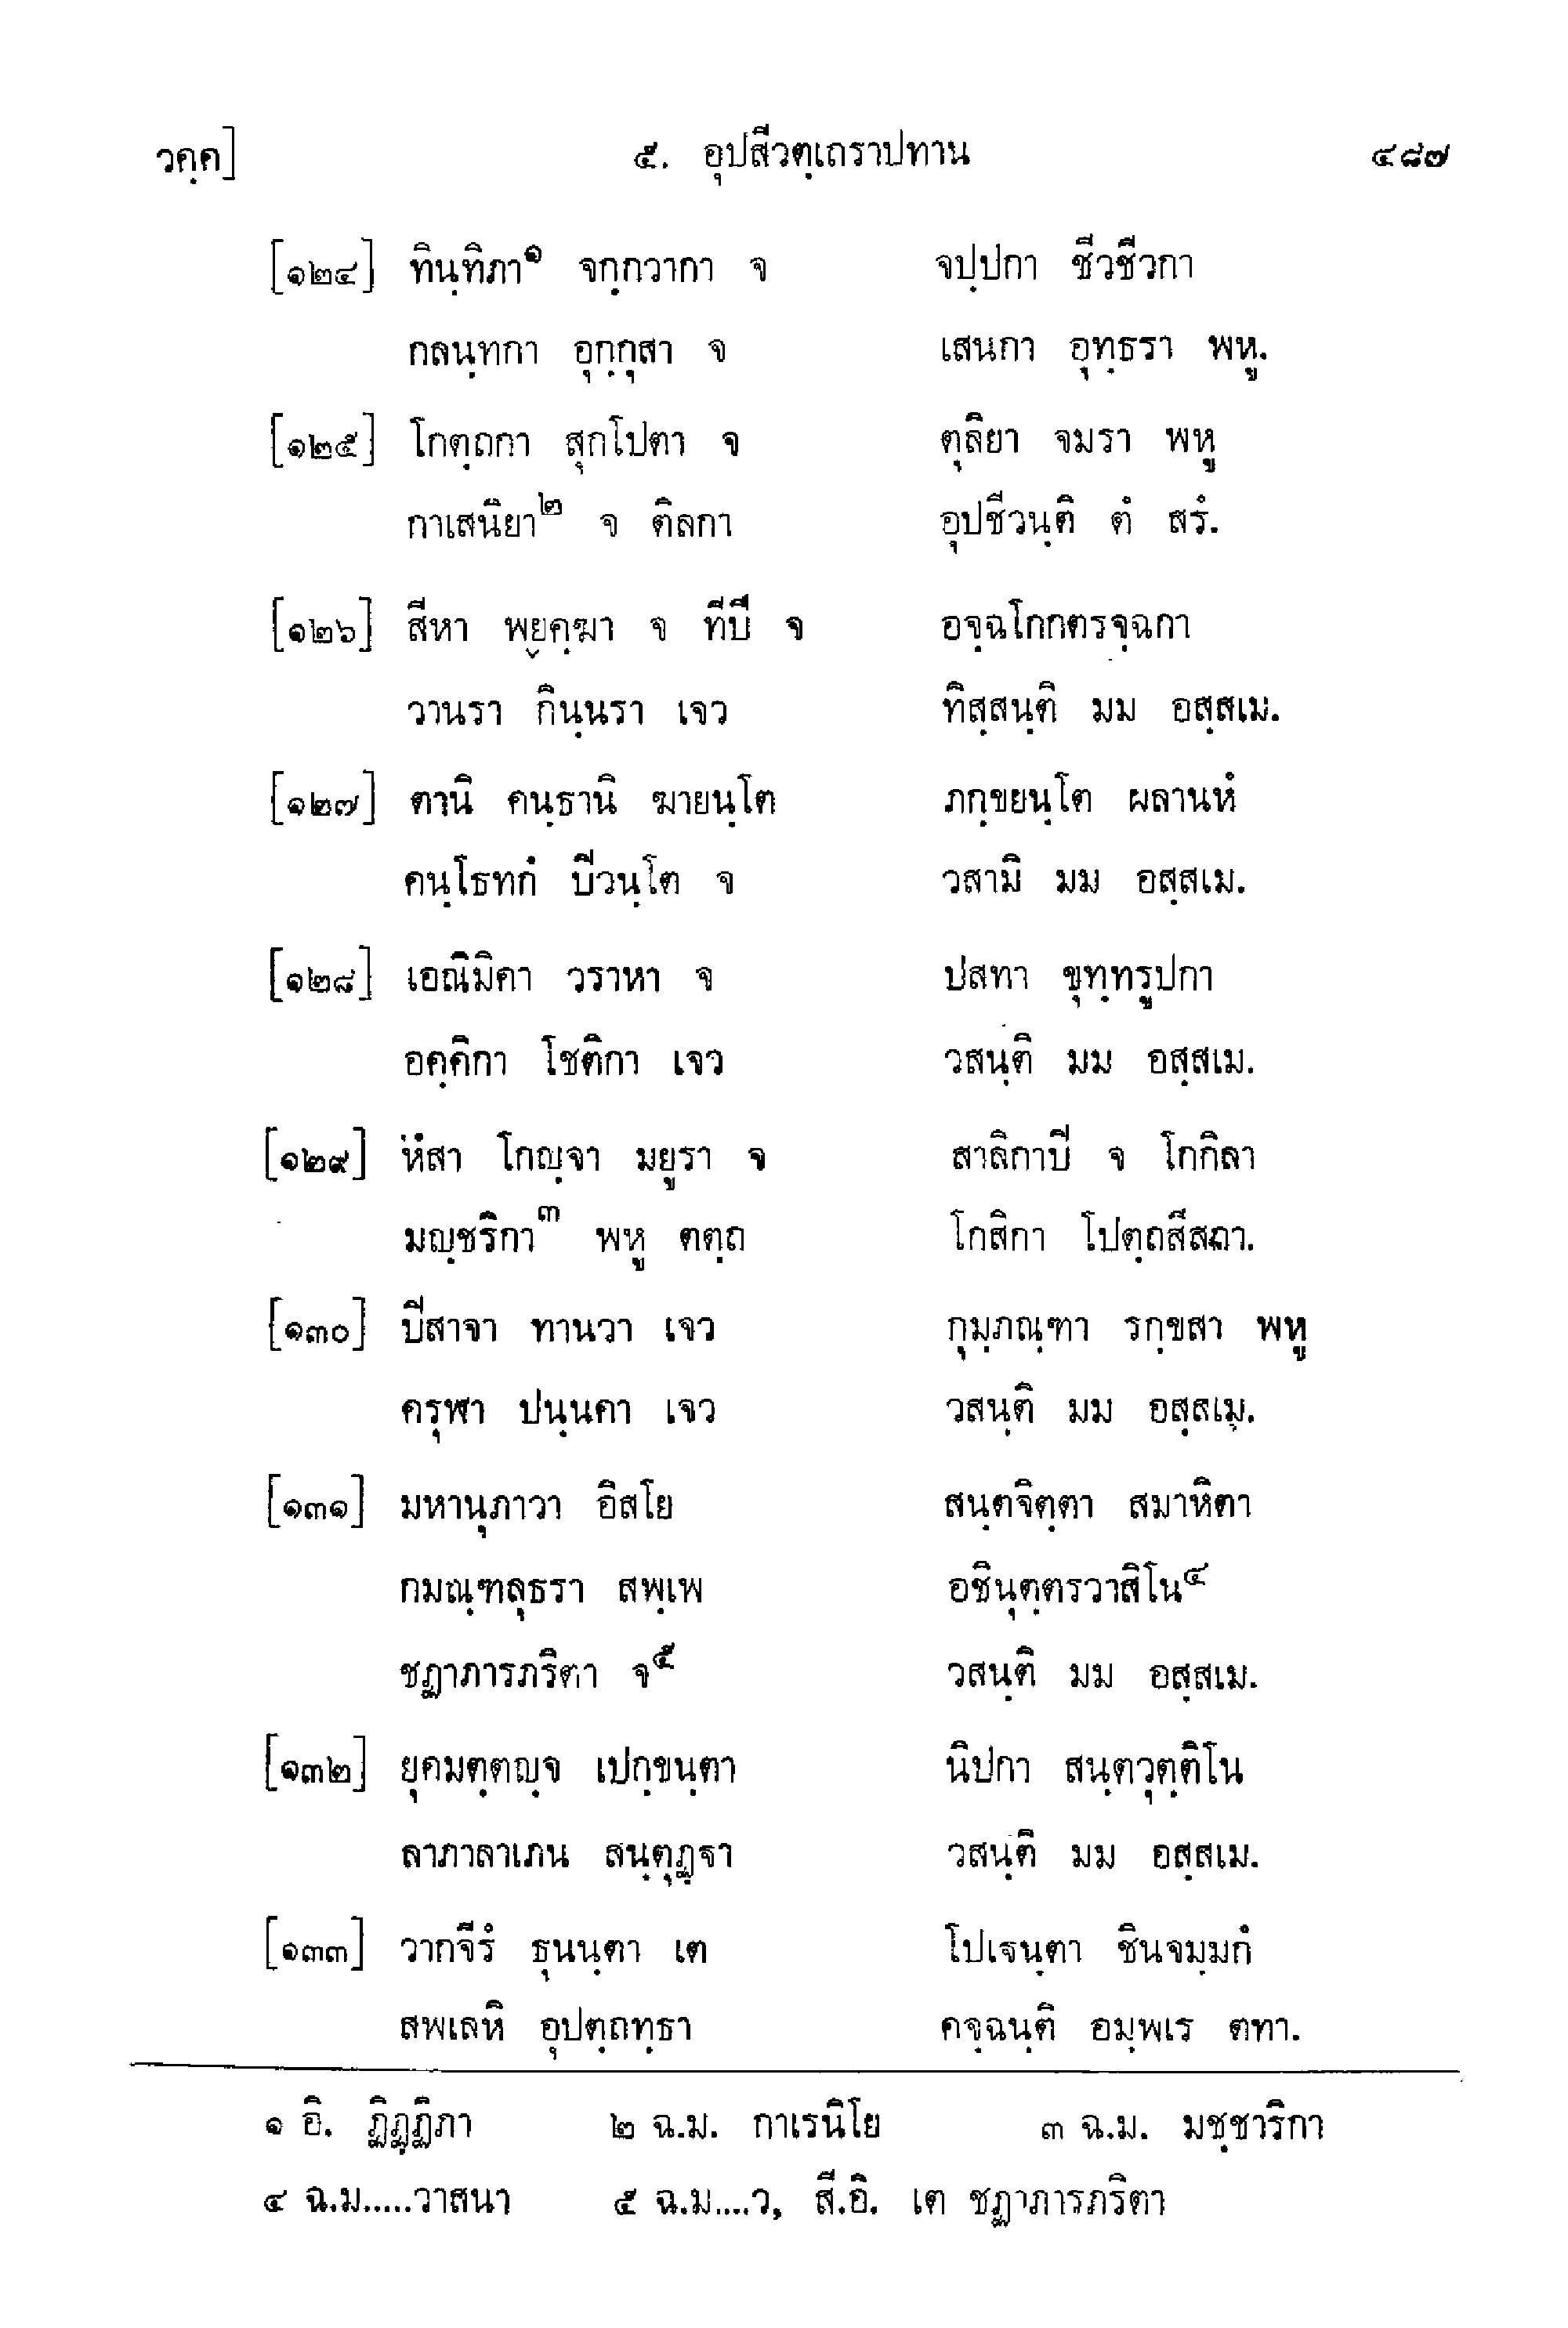 วคฺค] ๕. อุปสีวตฺเถราปทาน ๔๘๗
[๑๒๔] ทินฺทิภา๑ จกฺกวากา จ จปฺปกา ชีวชีวกา
กลนฺทกา อุกฺกุสา จ เสนกา อุทฺธรา พหู.
[๑๒๕] โกตฺถกา สุกโปตา จ ตุลิยา จมรา พหู
กาเสนิยา๒ จ ติลกา อุปชีวนฺติ ตํ สรํ.
[๑๒๖] สีหา พฺยคฺฆา จ ทีปี จ อจฺฉโกกตรจฺฉกา
วานรา กินฺนรา เจว ทิสฺสนฺติ มม อสฺสเม.
[๑๒๗] ตานิ คนฺธานิ ฆายนฺโต ภกฺขยนฺโต ผลานหํ
คนฺโธทกํ ปิวนฺโต จ วสามิ มม อสฺสเม.
[๑๒๘] เอณิมิคา วราหา จ ปสทา ขุทฺทรูปกา
อคฺคิกา โชติกา เจว วสนฺติ มม อสฺสเม.
[๑๒๙] หํสา โกญฺจา มยูรา จ สาลิกาปิ จ โกกิลา
มญฺชริกา๓ พหู ตตฺถ โกสิกา โปตฺถสีสถา.
[๑๓๐] ปิสาจา ทานวา เจว กุมฺภณฺฑา รกฺขสา พหู
ครุฬา ปนฺนคา เจว วสนฺติ มม อสฺสเม.
[๑๓๑] มหานุภาวา อิสโย สนฺตจิตฺตา สมาหิตา
กมณฺฑลุธรา สพฺเพ อชินุตฺตรวาสิโน๔
ชฏาภารภริตา จ๕ วสนฺติ มม อสฺสเม.
[๑๓๒] ยุคมตฺตญฺจ เปกฺขนฺตา นิปกา สนฺตวุตฺติโน
ลาภาลาเภน สนฺตุฏฺฐา วสนฺติ มม อสฺสเม.
[๑๓๓] วากจีรํ ธุนนฺตา เต โปเถนฺตา ชินจมฺมกํ
สพเลหิ อุปตฺถทฺธา คจฺฉนฺติ อมฺพเร ตทา.
๑ อิ. ฏิฏฺฏิภา ๒ ฉ.ม. กาเรนิโย ๓ ฉ.ม. มชฺชาริกา
๔ ฉ.ม.....วาสนา ๕ ฉ.ม....ว, สี.อิ. เต ชฏาภารภริตา